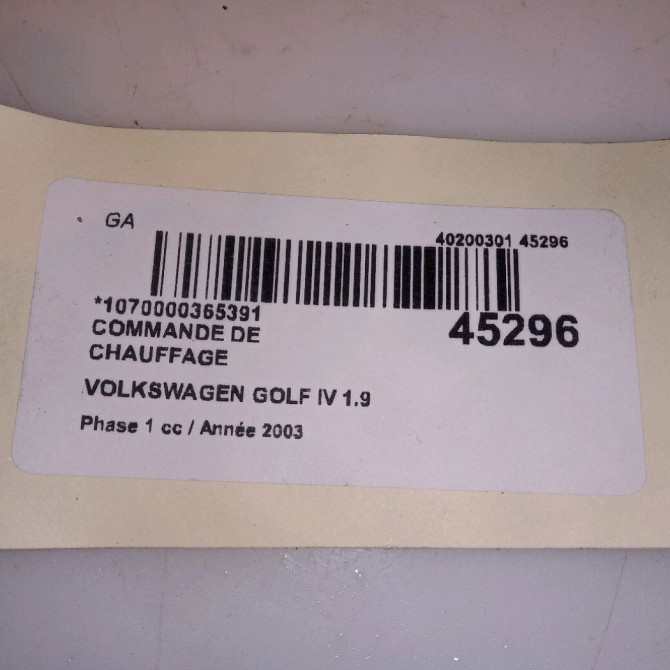 GA
40200301 45296
*1070000365391
45296
COMMANDE DE
CHAUFFAGE
VOLKSWAGEN GOLF IV 1.9
Phase 1 cc / Année 2003